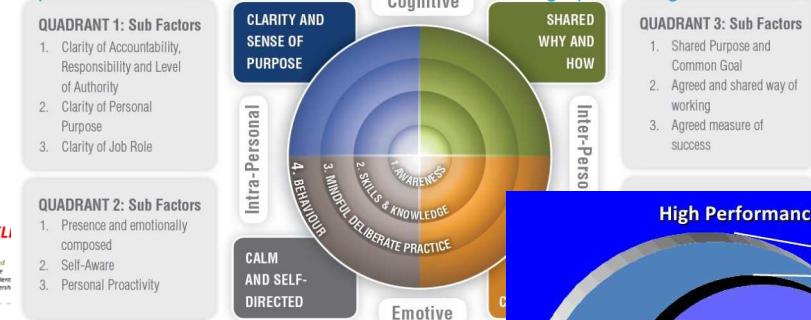 Cognitive
QUADRANT 1: Sub Factors
1. Clarity of Accountability,
Responsibility and Level
of Authority
2. Clarity of Personal
Purpose
3. Clarity of Job Role
CLARITY AND
SENSE OF
PURPOSE
SHARED
WHY AND
HOW
QUADRANT 3: Sub Factors
1. Shared Purpose and
Common Goal
2. Agreed and shared way of
working
3. Agreed measure of
success
Intra-Personal
Inter-Perso
1. AWARENESS
2. SKILLS & KNOWLEDGE
3. MINDFUL DELIBERATE PRACTICE
4. BEHAVIOUR
QUADRANT 2: Sub Factors
1. Presence and emotionally
composed
2. Self-Aware
3. Personal Proactivity
CALM
AND SELF-
DIRECTED
Emotive
C
High Performanc